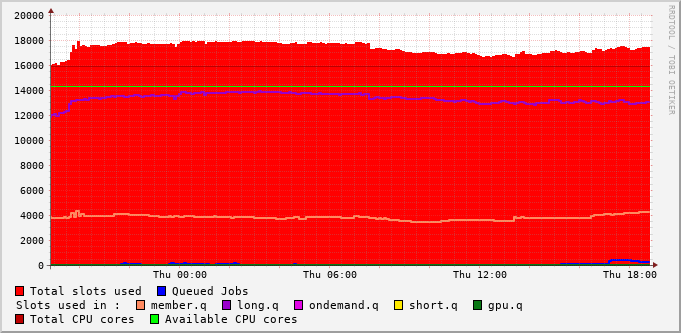 20000
18000
16000
14000
12000
10000
8000
6000
4000
2000
0
Thu 00:00 Thu 06:00 Thu 12:00 Thu 18:00
RRDTOOL / TOBI OETIKER
Total slots used Queued Jobs
Slots used in : member.q long.q ondemand.q short.q gpu.q
Total CPU cores Available CPU cores